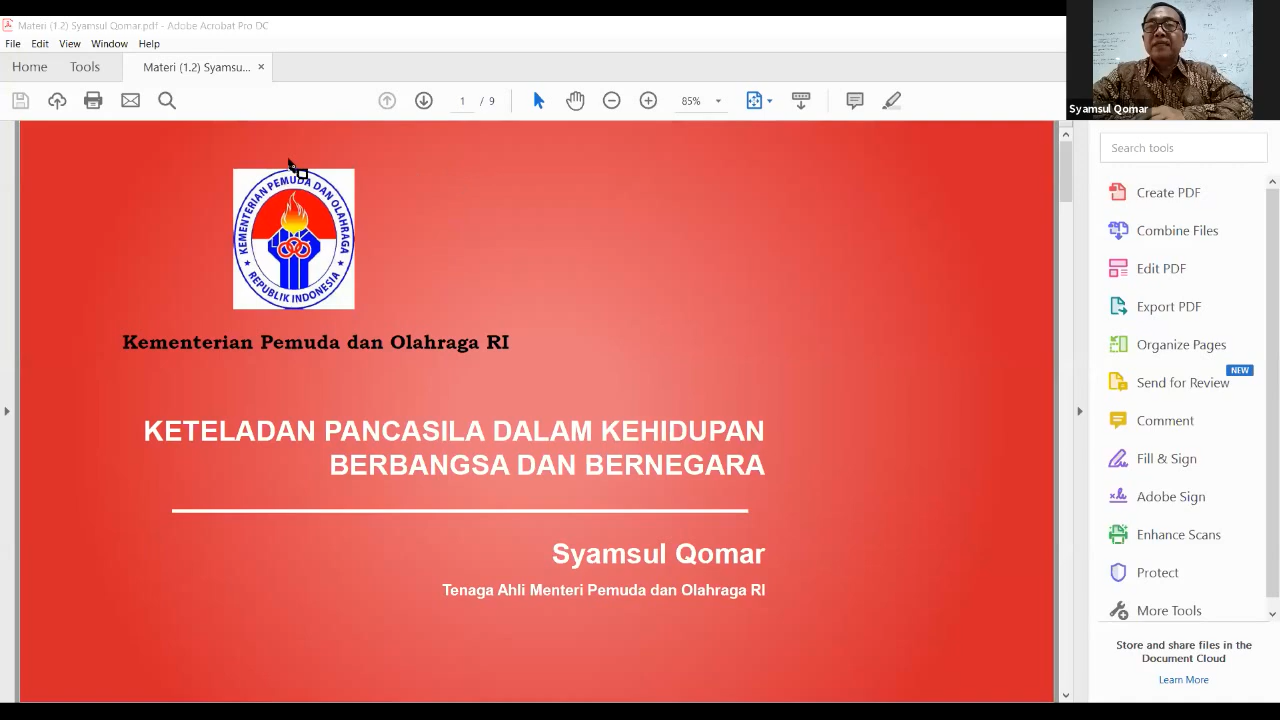 Materi (1.2) Syamsul Qomar.pdf - Adobe Acrobat Pro DC
File Edit View Window Help
Home Tools Materi (1.2) Syamsu... ×
1 / 9 85%
Syamsul Qomar
KEMENTERIAN PEMUDA DAN OLAHRAGA
REPUBLIK INDONESIA
Kementerian Pemuda dan Olahraga RI
KETELADAN PANCASILA DALAM KEHIDUPAN
BERBANGSA DAN BERNEGARA
Syamsul Qomar
Tenaga Ahli Menteri Pemuda dan Olahraga RI
Search tools
Create PDF
Combine Files
Edit PDF
Export PDF
Organize Pages
NEW
Send for Review
Comment
Fill & Sign
Adobe Sign
Enhance Scans
Protect
More Tools
Store and share files in the
Document Cloud
Learn More